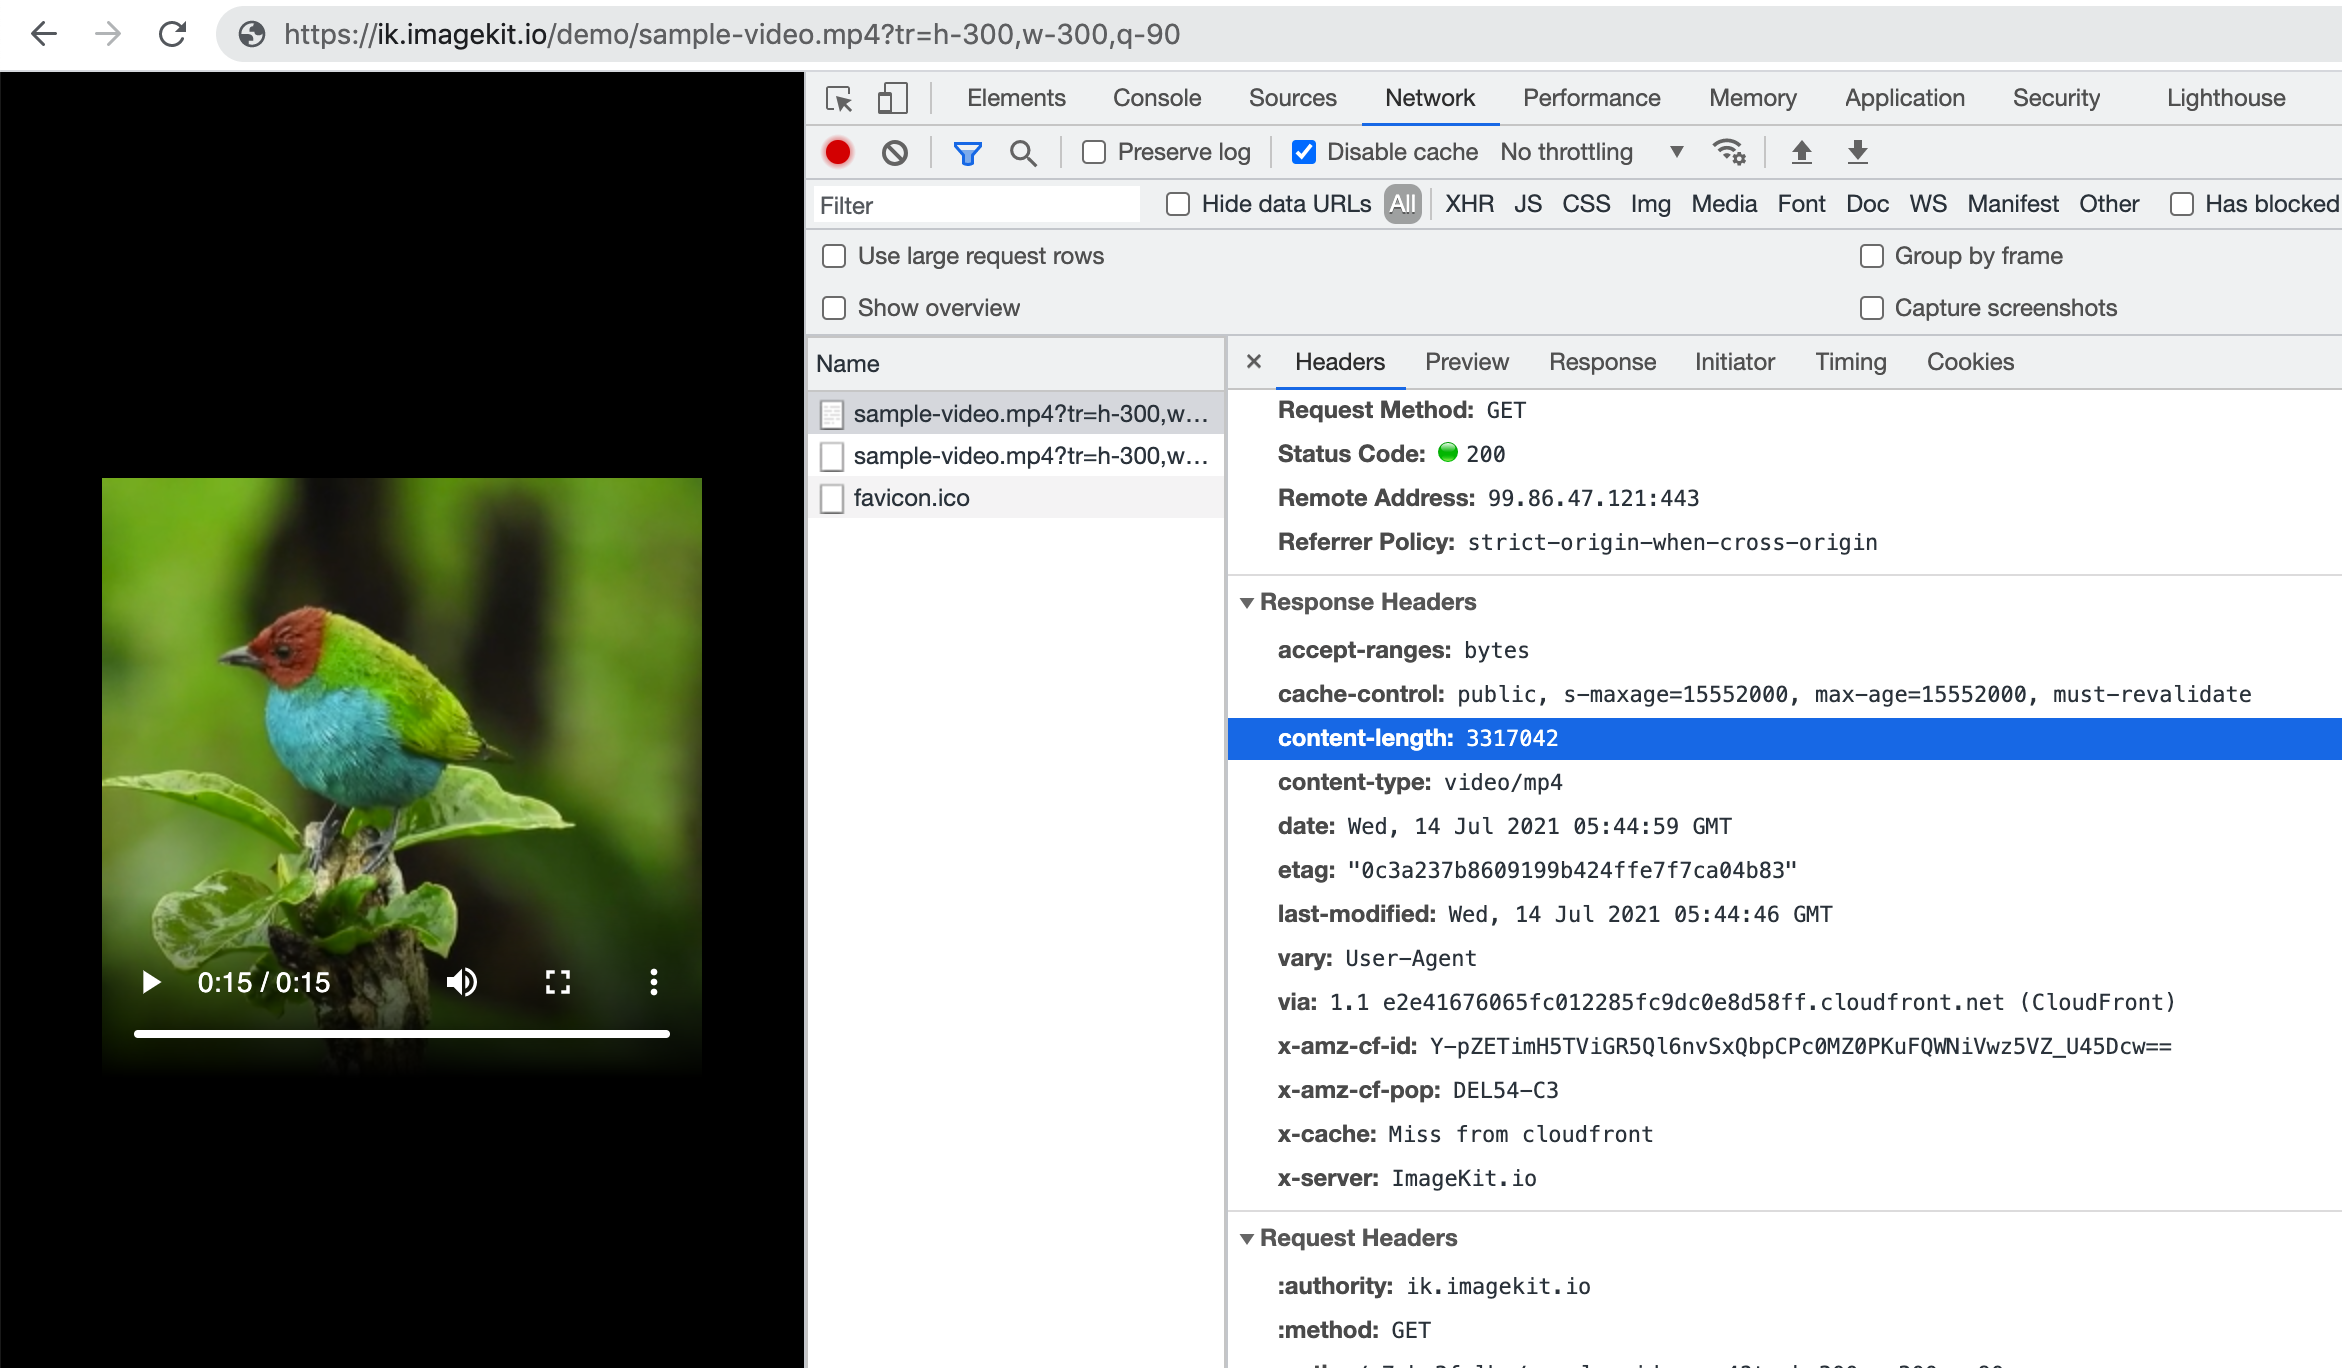 https://ik.imagekit.io/demo/sample-video.mp4?tr=h-300,w-300,q-90
Elements Console Sources Network Performance Memory Application Security Lighthouse
Preserve log Disable cache No throttling
Filter Hide data URLs All XHR JS CSS Img Media Font Doc WS Manifest Other Has blocked
Use large request rows Group by frame
Show overview Capture screenshots
Name
sample-video.mp4?tr=h-300,w...
sample-video.mp4?tr=h-300,w...
favicon.ico
Headers Preview Response Initiator Timing Cookies
Request Method: GET
Status Code: 200
Remote Address: 99.86.47.121:443
Referrer Policy: strict-origin-when-cross-origin
Response Headers
accept-ranges: bytes
cache-control: public, s-maxage=15552000, max-age=15552000, must-revalidate
content-length: 3317042
content-type: video/mp4
date: Wed, 14 Jul 2021 05:44:59 GMT
etag: "0c3a237b8609199b424ffe7f7ca04b83"
last-modified: Wed, 14 Jul 2021 05:44:46 GMT
vary: User-Agent
via: 1.1 e2e41676065fc012285fc9dc0e8d58ff.cloudfront.net (CloudFront)
x-amz-cf-id: Y-pZETimH5TViGR5Ql6nvSxQbpCPc0MZ0PKuFQWNiVwz5VZ_U45Dcw==
x-amz-cf-pop: DEL54-C3
x-cache: Miss from cloudfront
x-server: ImageKit.io
Request Headers
:authority: ik.imagekit.io
:method: GET
0:15 / 0:15